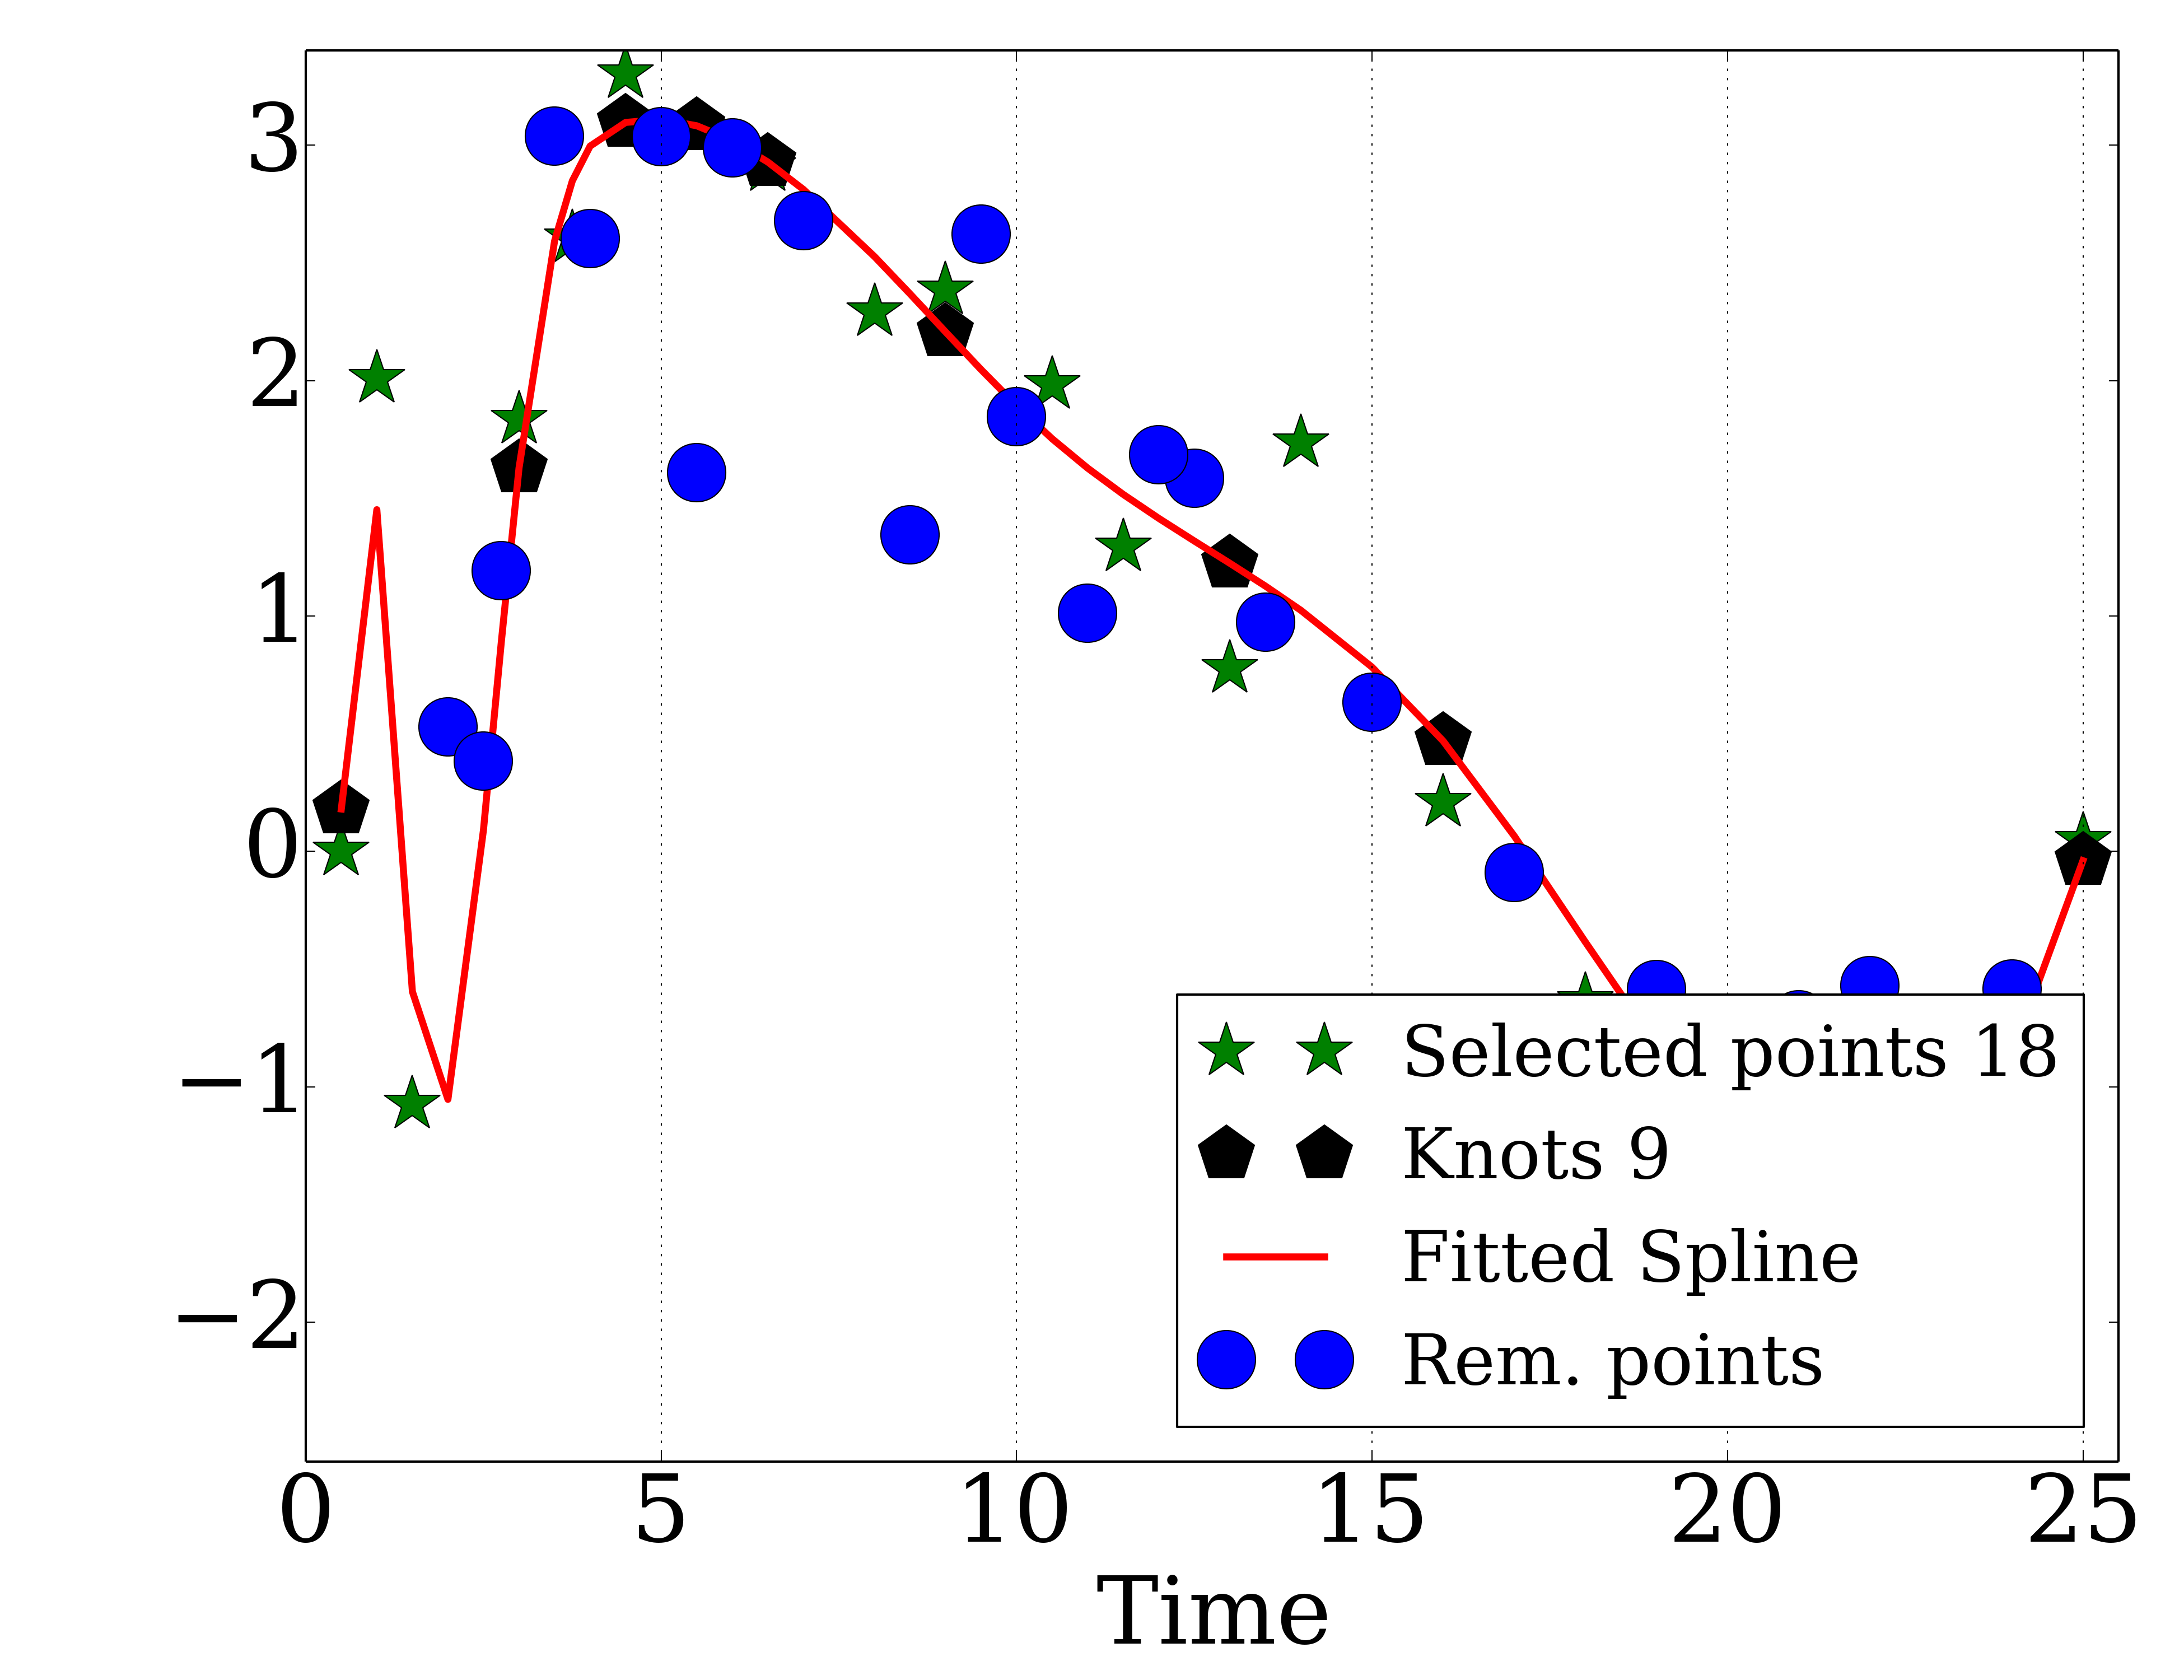 3
2
1
0
−1
−2
Selected points 18
Knots 9
Fitted Spline
Rem. points
0 5 10 15 20 25
Time